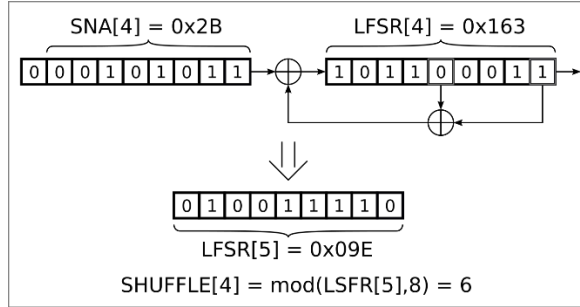 SNA[4] = 0x2B
LFSR[4] = 0x163
0 0 0 1 0 1 0 1 1
1 0 1 1 0 0 0 1 1
0 1 0 0 1 1 1 1 0
LFSR[5] = 0x09E
SHUFFLE[4] = mod(LSFR[5],8) = 6